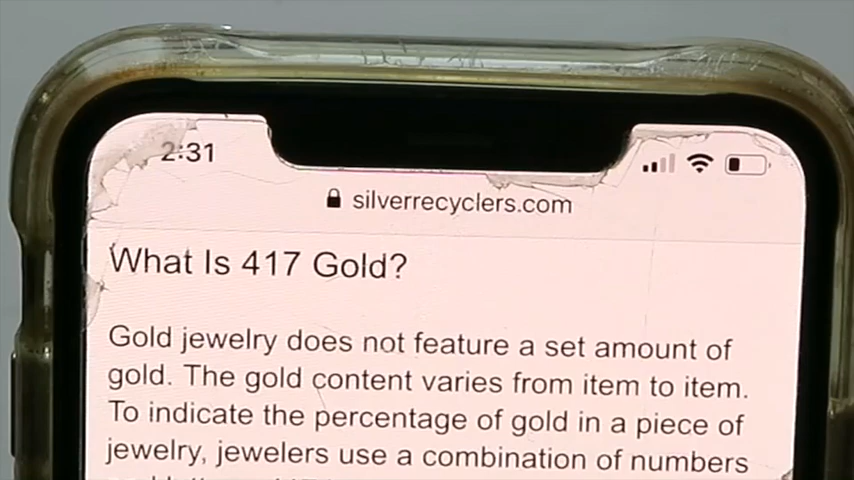 2:31
silverrecyclers.com
What Is 417 Gold?
Gold jewelry does not feature a set amount of
gold. The gold content varies from item to item.
To indicate the percentage of gold in a piece of
jewelry, jewelers use a combination of numbers